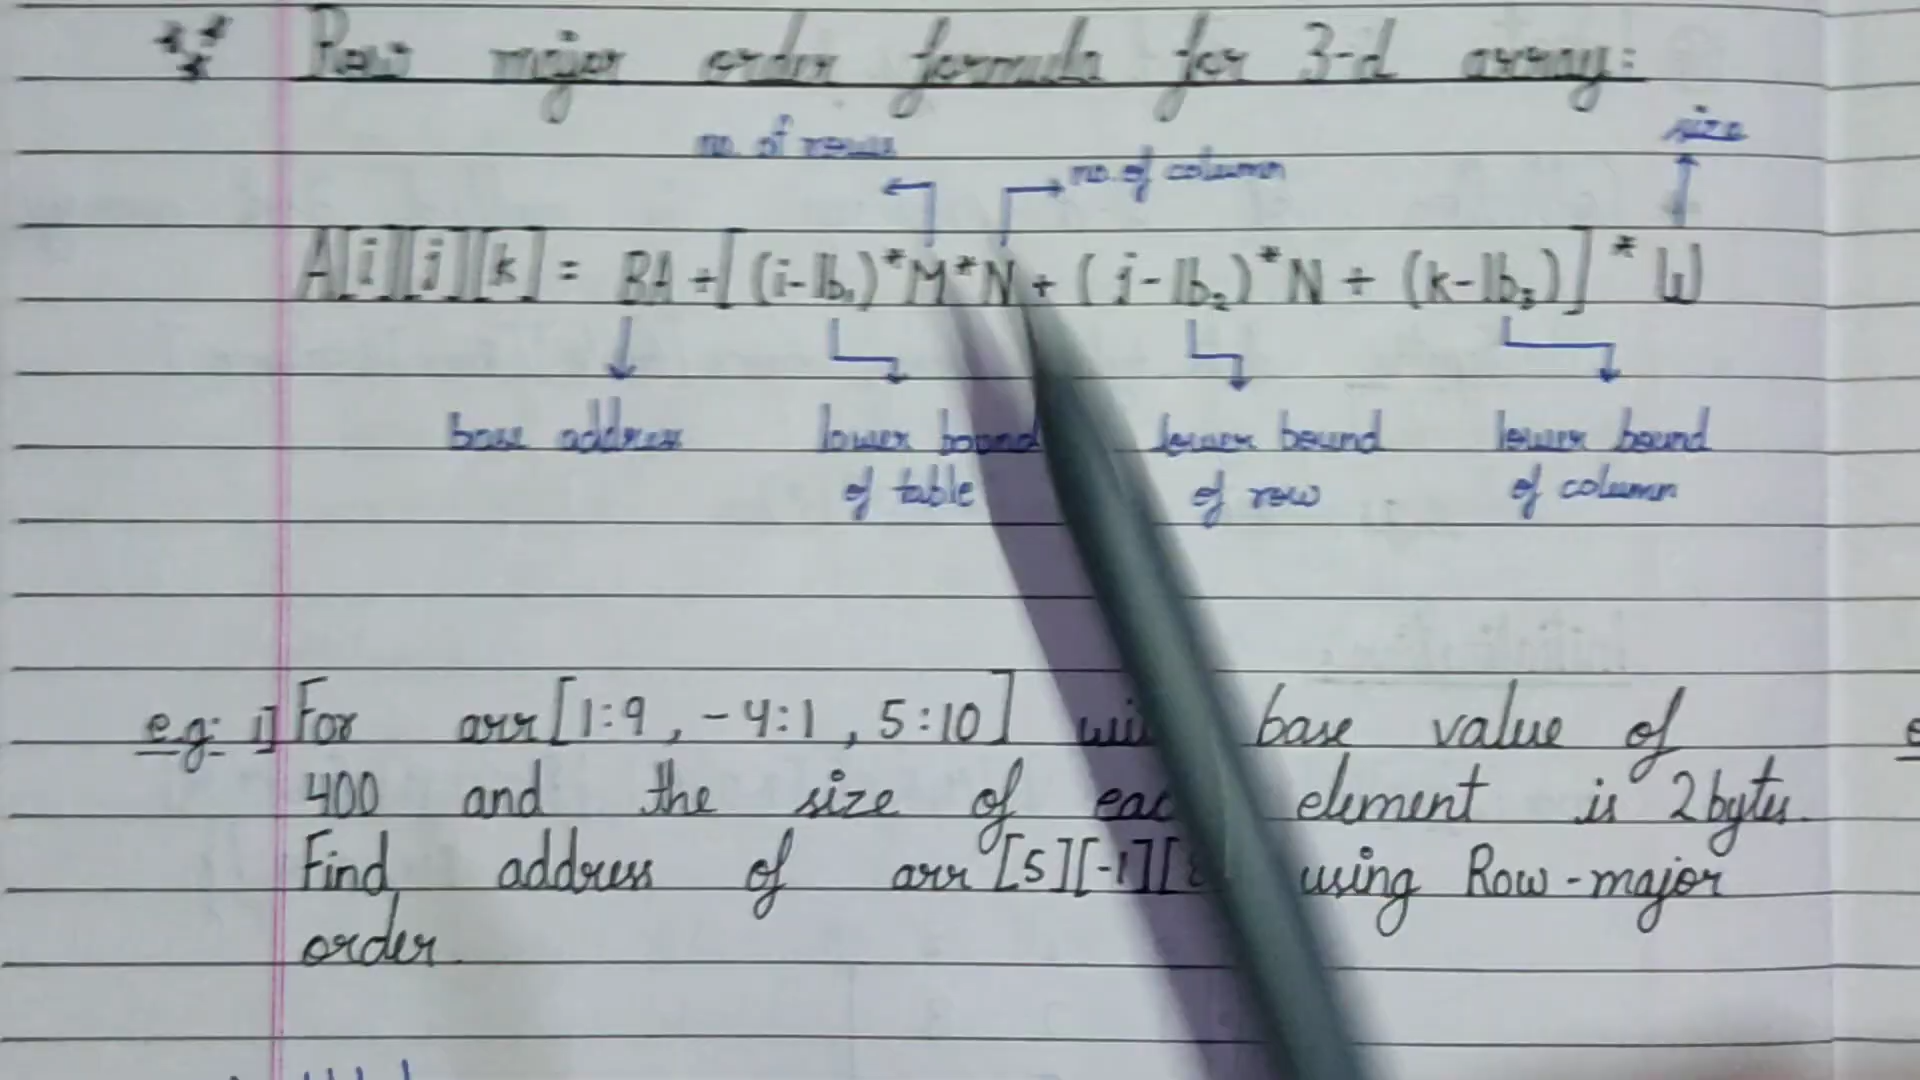 Row major order formula for 3-d array:
no. of rows
no. of column
size
A[i][j][k] = BA + [(i-lb₁)*M*N + (j-lb₂)*N + (k-lb₃)] * W
base address
lower bound of table
lower bound of row
lower bound of column
e.g: 1] For arr[1:9, -4:1, 5:10] base value of
400 and the size of element is 2bytes.
Find address of arr[5][-1][ using Row-major
order.